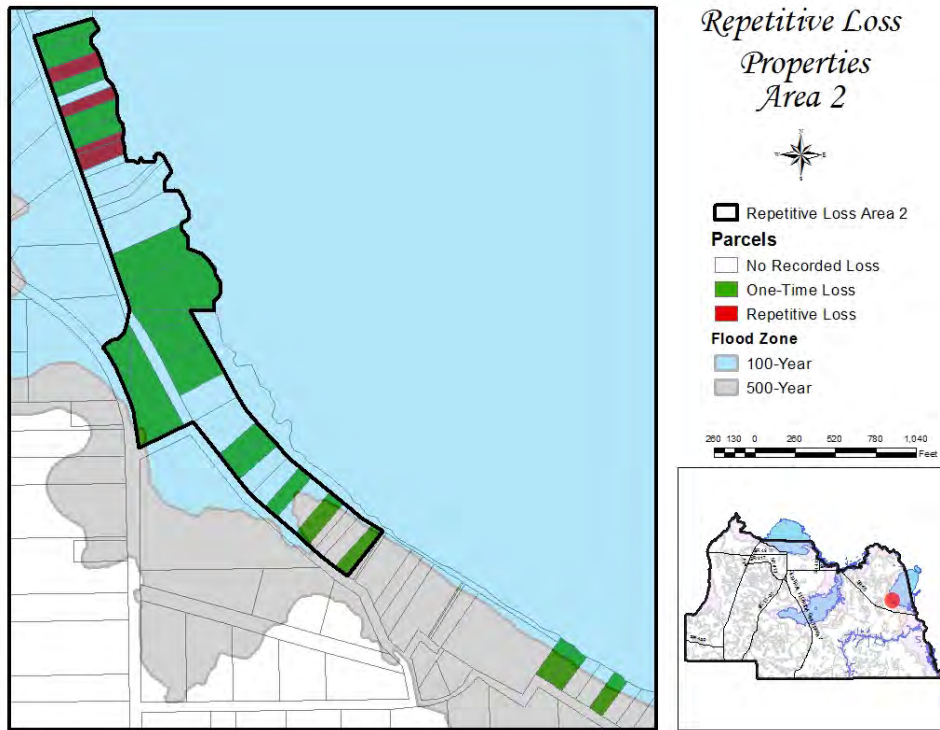 Repetitive Loss
Properties
Area 2
N
W
E
S
Repetitive Loss Area 2
Parcels
No Recorded Loss
One-Time Loss
Repetitive Loss
Flood Zone
100-Year
500-Year
260 130 0 260 520 780 1,040
Feet